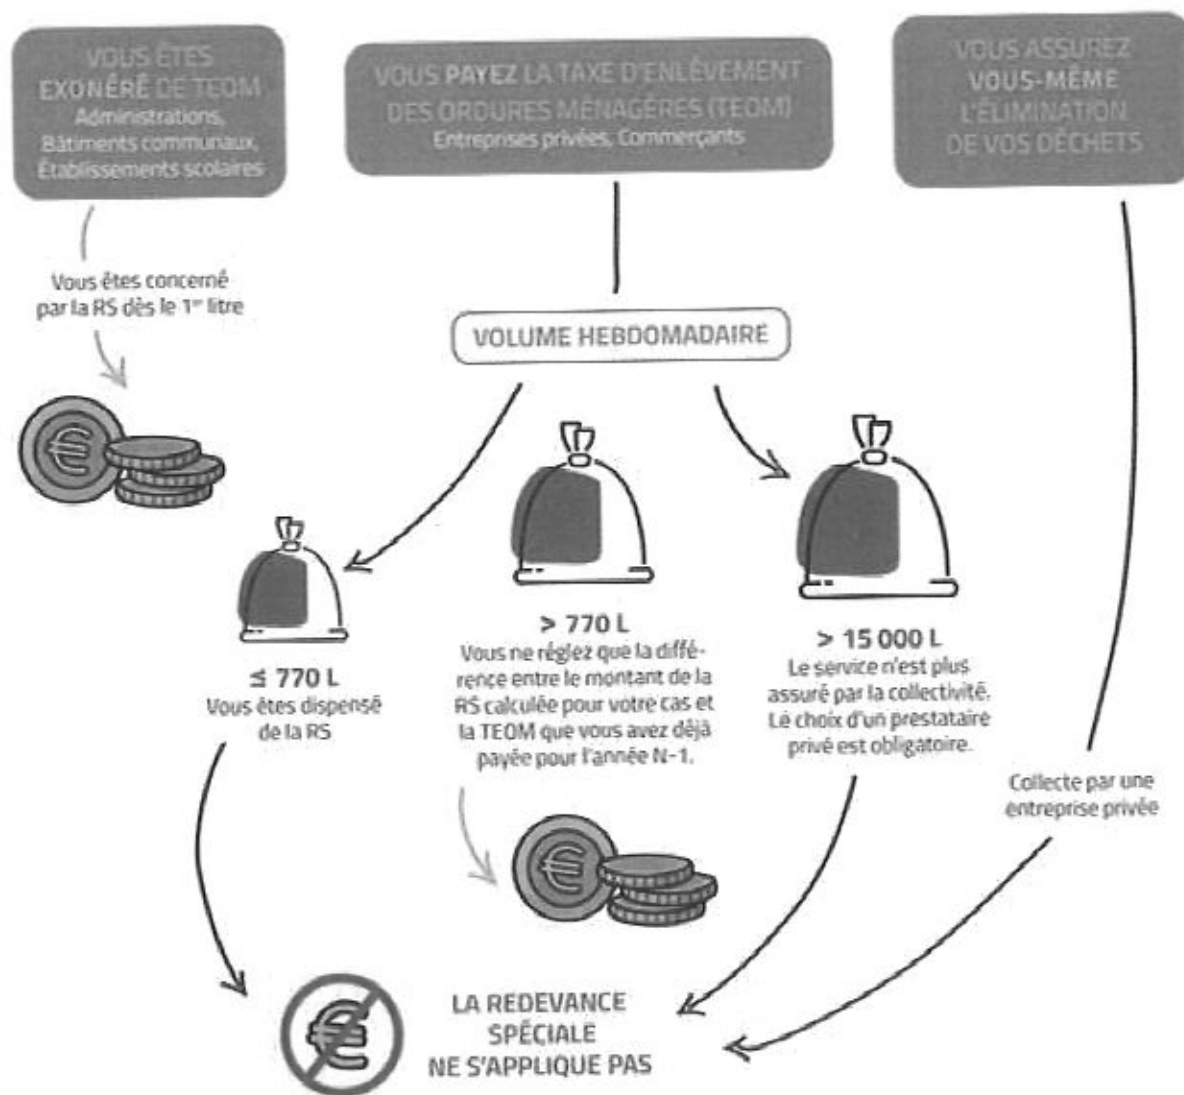 VOUS ÊTES
EXONÉRÉ DE TEOM
Administrations,
Bâtiments communaux,
Établissements scolaires
VOUS PAYEZ LA TAXE D'ENLÈVEMENT
DES ORDURES MÉNAGÈRES (TEOM)
Entreprises privées, Commerçants
VOUS ASSUREZ
VOUS-MÊME
L'ÉLIMINATION
DE VOS DÉCHETS
Vous êtes concerné
par la RS dès le 1er litre
VOLUME HEBDOMADAIRE
≤ 770 L
Vous êtes dispensé
de la RS
> 770 L
Vous ne réglez que la diffé-
rence entre le montant de la
RS calculée pour votre cas et
la TEOM que vous avez déjà
payée pour l'année N-1.
> 15 000 L
Le service n'est plus
assuré par la collectivité.
Le choix d'un prestataire
privé est obligatoire.
Collecte par une
entreprise privée
LA REDEVANCE
SPÉCIALE
NE S'APPLIQUE PAS